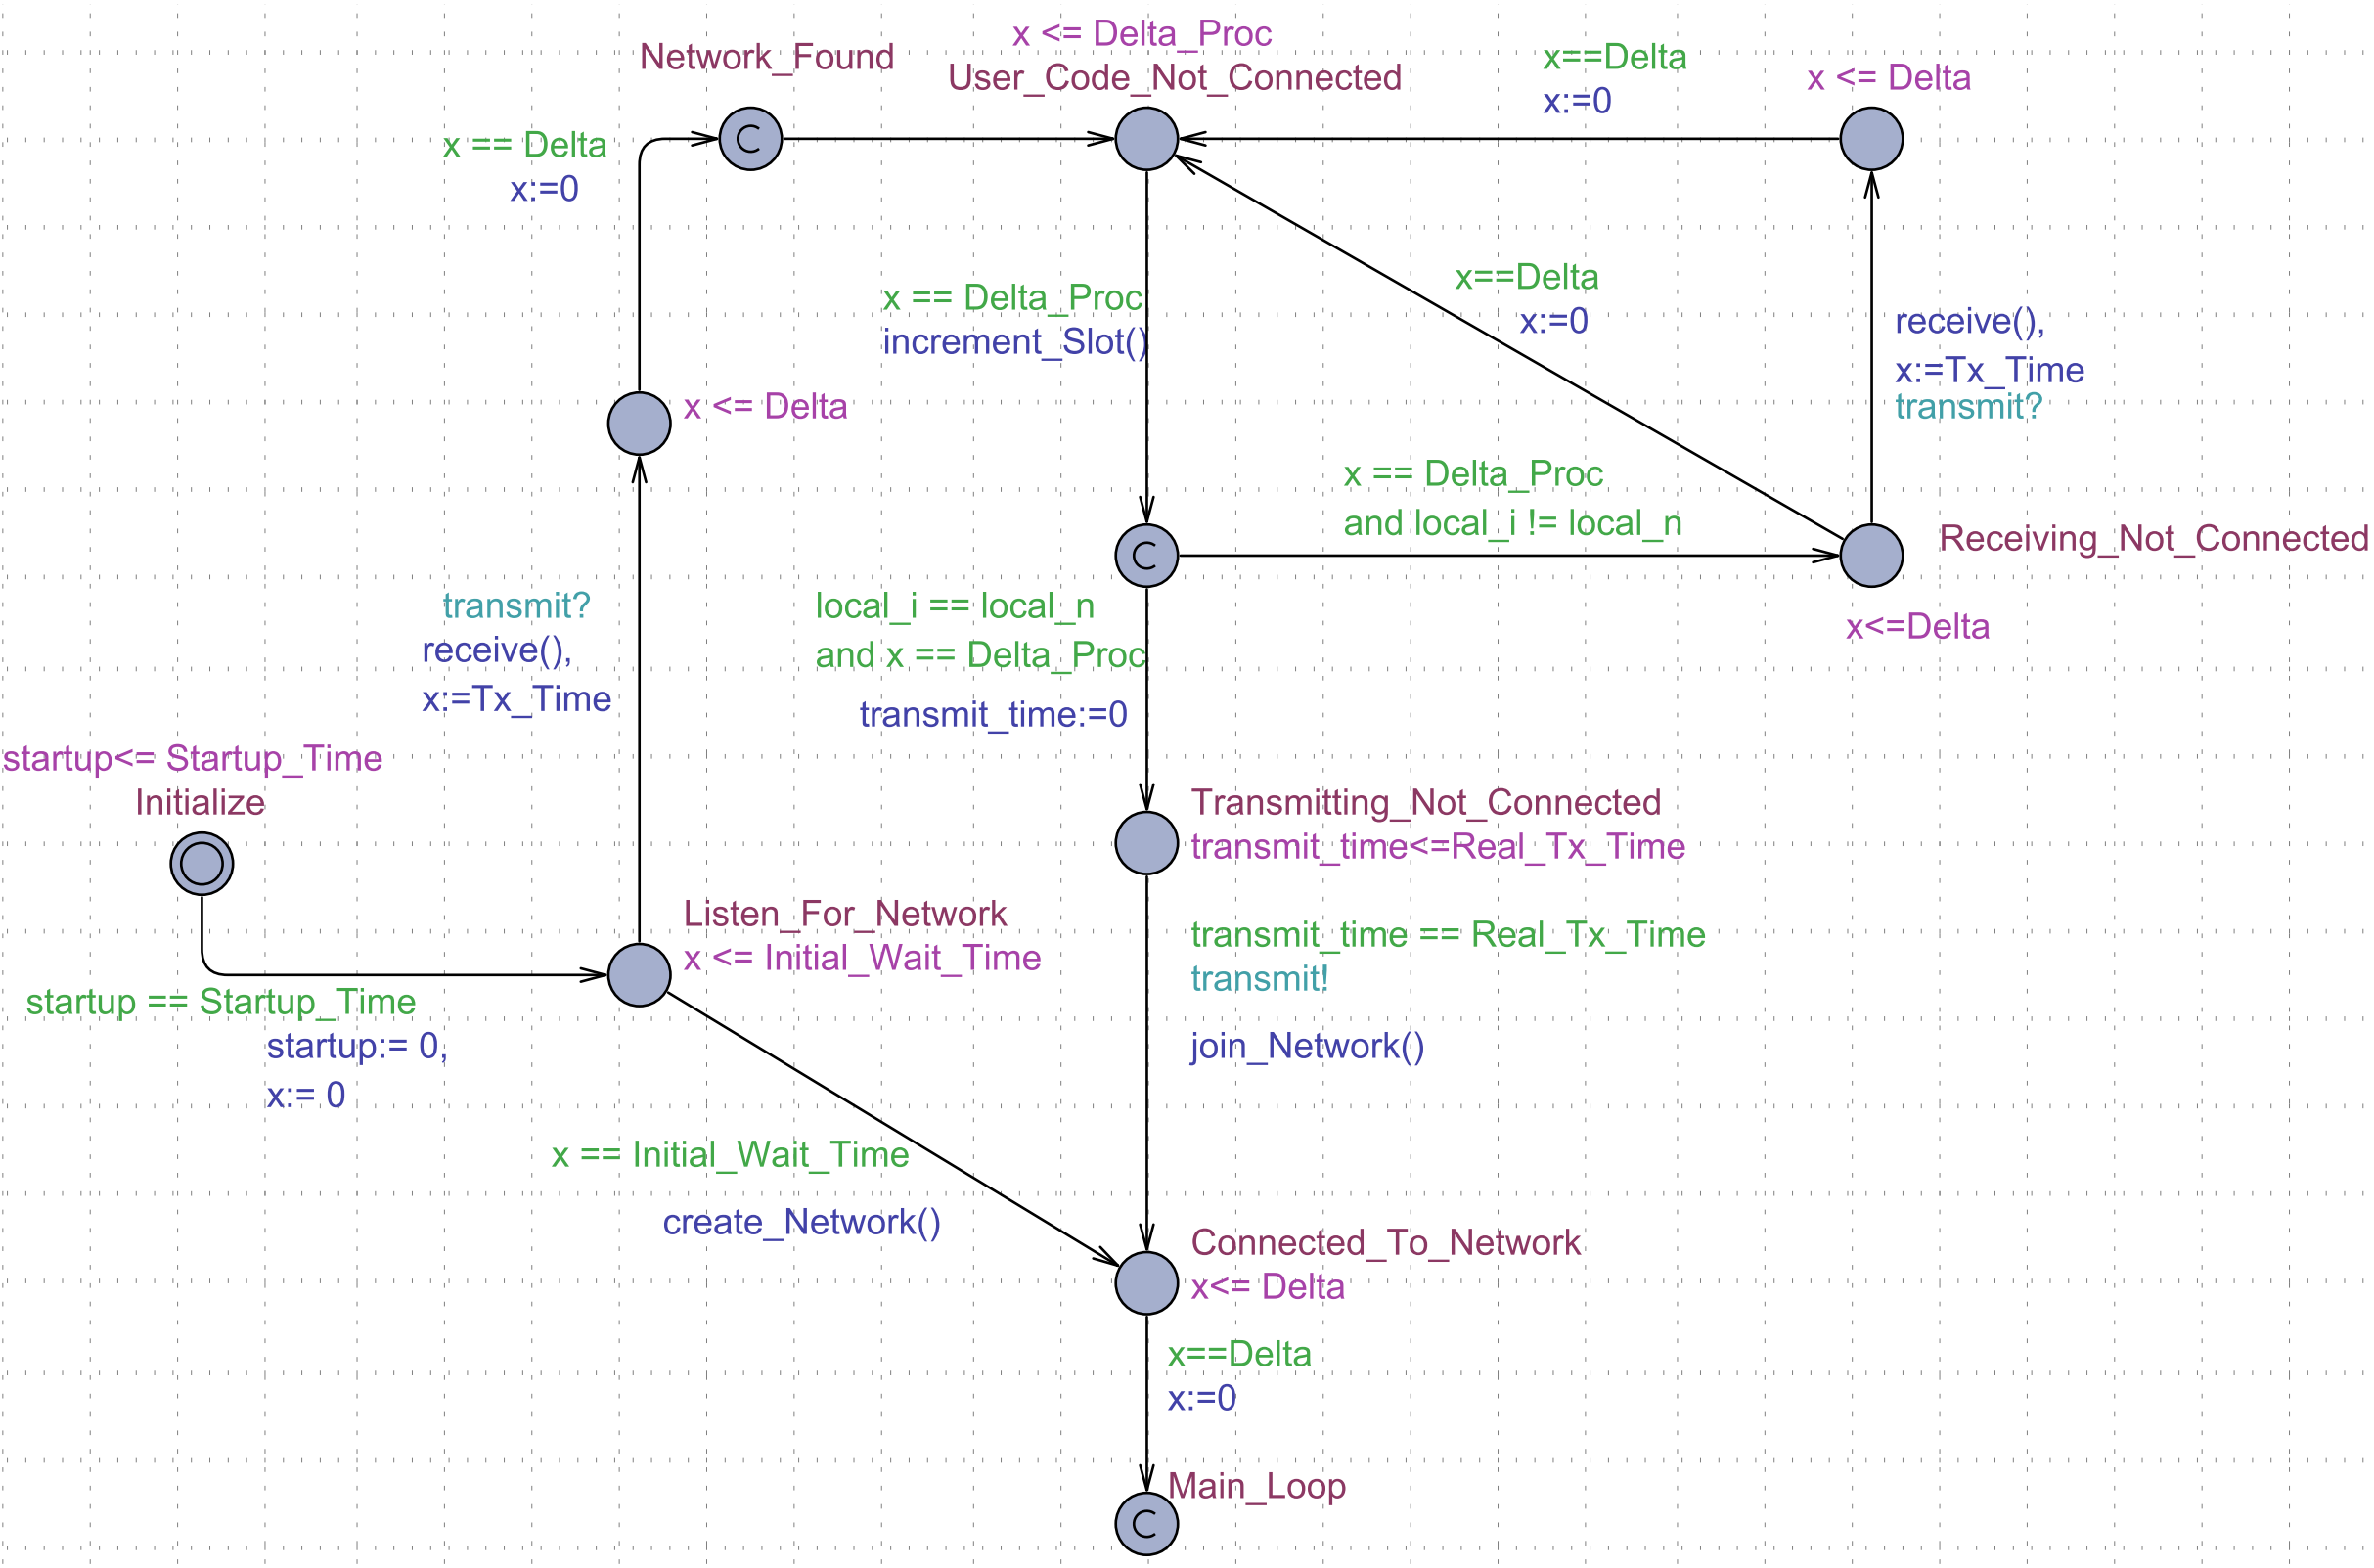 x <= Delta_Proc
Network_Found
User_Code_Not_Connected
x==Delta
x:=0
x <= Delta
C
x == Delta
x:=0
x == Delta_Proc
increment_Slot()
x==Delta
x:=0
receive(),
x:=Tx_Time
transmit?
x <= Delta
x == Delta_Proc
and local_i != local_n
C
Receiving_Not_Connected
x<=Delta
transmit?
receive(),
x:=Tx_Time
local_i == local_n
and x == Delta_Proc
transmit_time:=0
startup<= Startup_Time
Initialize
Transmitting_Not_Connected
transmit_time<=Real_Tx_Time
Listen_For_Network
x <= Initial_Wait_Time
transmit_time == Real_Tx_Time
transmit!
join_Network()
startup == Startup_Time
startup:= 0,
x:= 0
x == Initial_Wait_Time
create_Network()
Connected_To_Network
x<= Delta
x==Delta
x:=0
Main_Loop
C